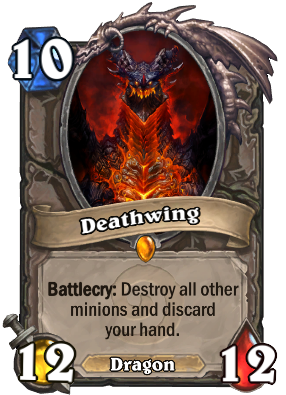 10
Deathwing
Battlecry: Destroy all other
minions and discard
your hand.
12
Dragon
12